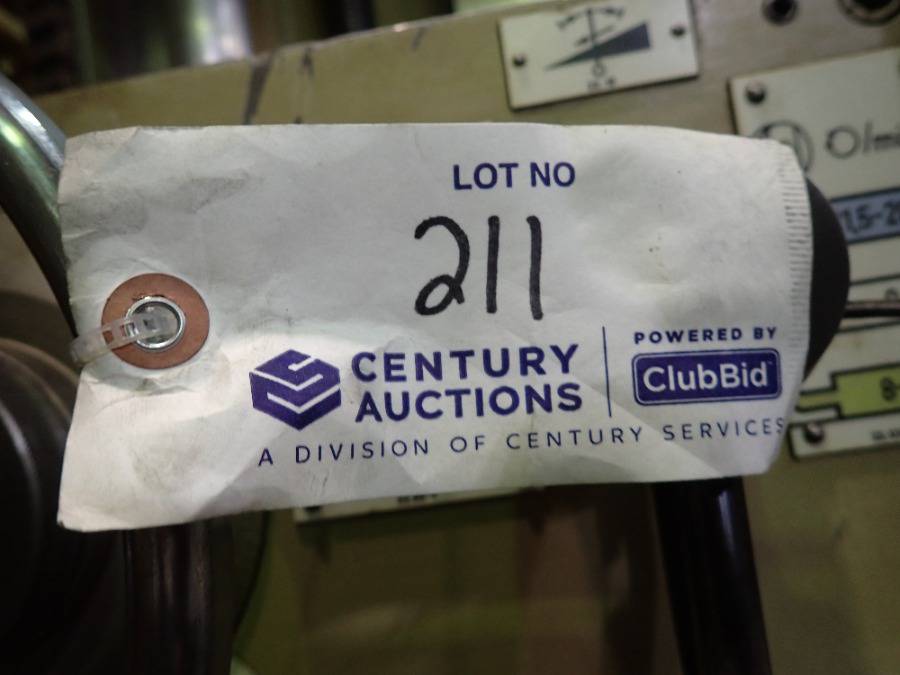 LOT NO
211
CENTURY
AUCTIONS
POWERED BY
ClubBid
A DIVISION OF CENTURY SERVICES